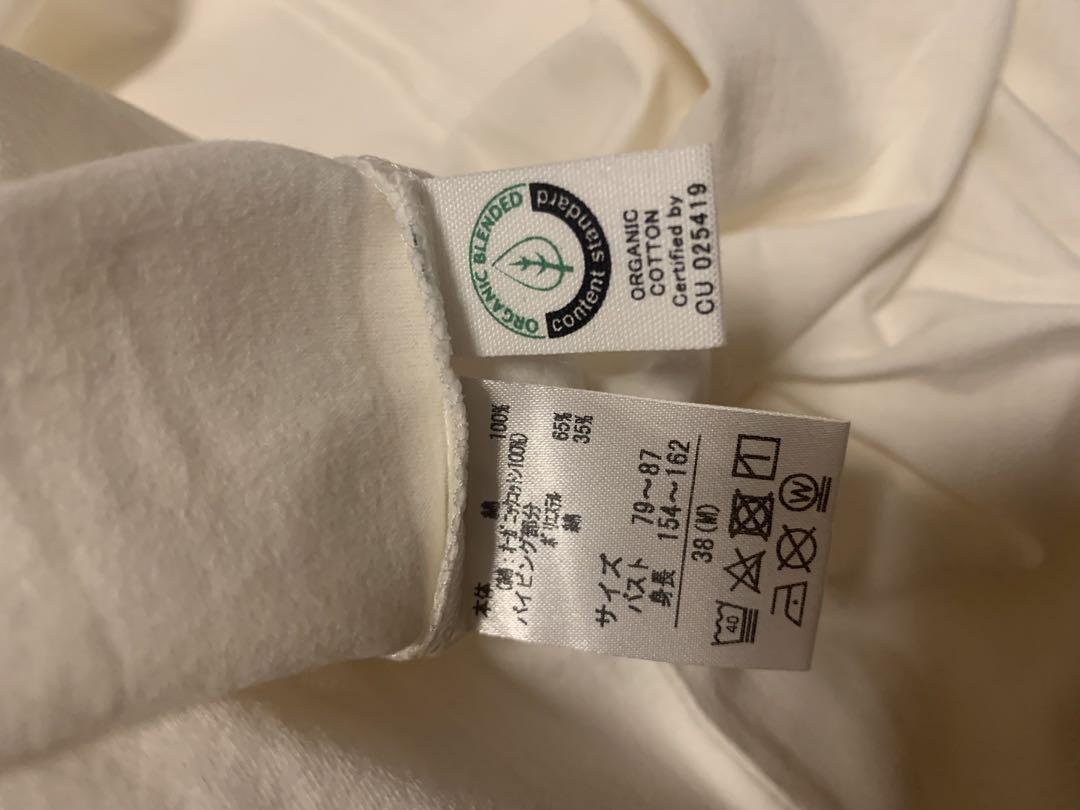 ORGANIC BLENDED
content standard
ORGANIC
COTTON
Certified by
CU 025419
本体 綿 100%
(綿:オーガニックコットン100%)
パイピング部分
ポリエステル 65%
綿 35%
サイズ
バスト 79~87
身長 154~162
38(M)
40
W